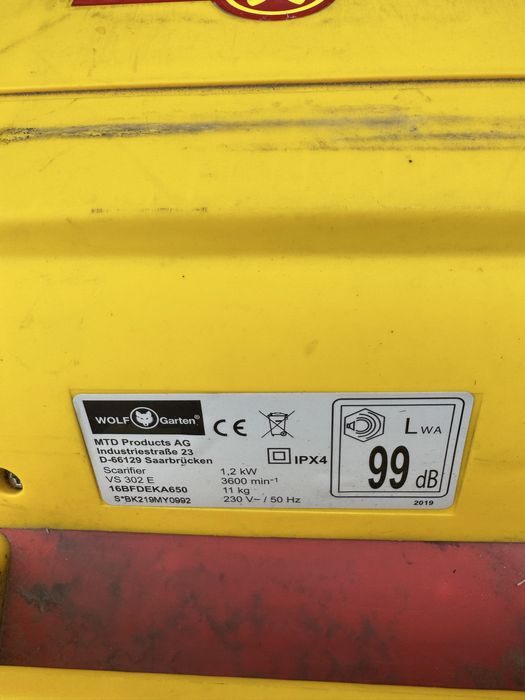 WOLF Garten®
CE
MTD Products AG
Industriestraße 23
D-66129 Saarbrücken
IPX4
Scarifier 1,2 kW
VS 302 E 3600 min⁻¹
16BFDEKA650 11 kg
S*BK219MY0992 230 V~ / 50 Hz
LWA
99 dB
2019